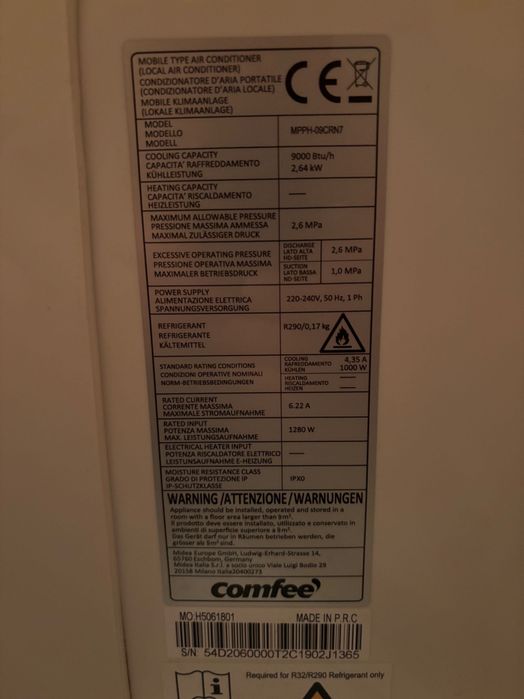 MOBILE TYPE AIR CONDITIONER
(LOCAL AIR CONDITIONER)
CONDIZIONATORE D'ARIA PORTATILE
(CONDIZIONATORE D'ARIA LOCALE)
MOBILE KLIMAANLAGE
(LOKALE KLIMAANLAGE)
CE
MODEL
MODELLO
MODELL
MPPH-09CRN7
COOLING CAPACITY
CAPACITA' RAFFREDDAMENTO
KÜHLLEISTUNG
9000 Btu/h
2,64 kW
HEATING CAPACITY
CAPACITA' RISCALDAMENTO
HEIZLEISTUNG
——
MAXIMUM ALLOWABLE PRESSURE
PRESSIONE MASSIMA AMMESSA
MAXIMAL ZULÄSSIGER DRUCK
2,6 MPa
EXCESSIVE OPERATING PRESSURE
PRESSIONE OPERATIVA MASSIMA
MAXIMALER BETRIEBSDRUCK
DISCHARGE
LATO ALTA
HD-SEITE
2,6 MPa
SUCTION
LATO BASSA
ND-SEITE
1,0 MPa
POWER SUPPLY
ALIMENTAZIONE ELETTRICA
SPANNUNGSVERSORGUNG
220-240V, 50 Hz, 1 Ph
REFRIGERANT
REFRIGERANTE
KÄLTEMITTEL
R290/0,17 kg
STANDARD RATING CONDITIONS
CONDIZIONI OPERATIVE NOMINALI
NORM-BETRIEBSBEDINGUNGEN
COOLING
RAFREDDAMENTO
KÜHLEN
4,35 A
1000 W
HEATING
RISCALDAMENTO
HEIZEN
——
——
RATED CURRENT
CORRENTE MASSIMA
MAXIMALE STROMAUFNAHME
6.22 A
RATED INPUT
POTENZA MASSIMA
MAX. LEISTUNGSAUFNAHME
1280 W
ELECTRICAL HEATER INPUT
POTENZA RISCALDATORE ELETTRICO
LEISTUNSAUFNAHME E-HEIZUNG
——
MOISTURE RESISTANCE CLASS
GRADO DI PROTEZIONE IP
IP-SCHUTZKLASSE
IPX0
WARNING/ATTENZIONE/WARNUNGEN
Appliance should be installed, operated and stored in a
room with a floor area larger than 8m².
Il prodotto deve essere installato, utilizzato e conservato in
ambienti di superficie superiore a 8m².
Das Gerät darf nur in Räumen betrieben werden, die
grösser als 8m² sind.
Midea Europe GmbH, Ludwig-Erhard-Strasse 14,
65760 Eschborn, Germany
Midea Italia S.r.l. a socio unico Viale Luigi Bodio 29
20158 Milano Italia20400273
comfee'
MO:H5061801 MADE IN P.R.C
S/N: 54D2060000T2C1902J1365
Required for R32/R290 Refrigerant only